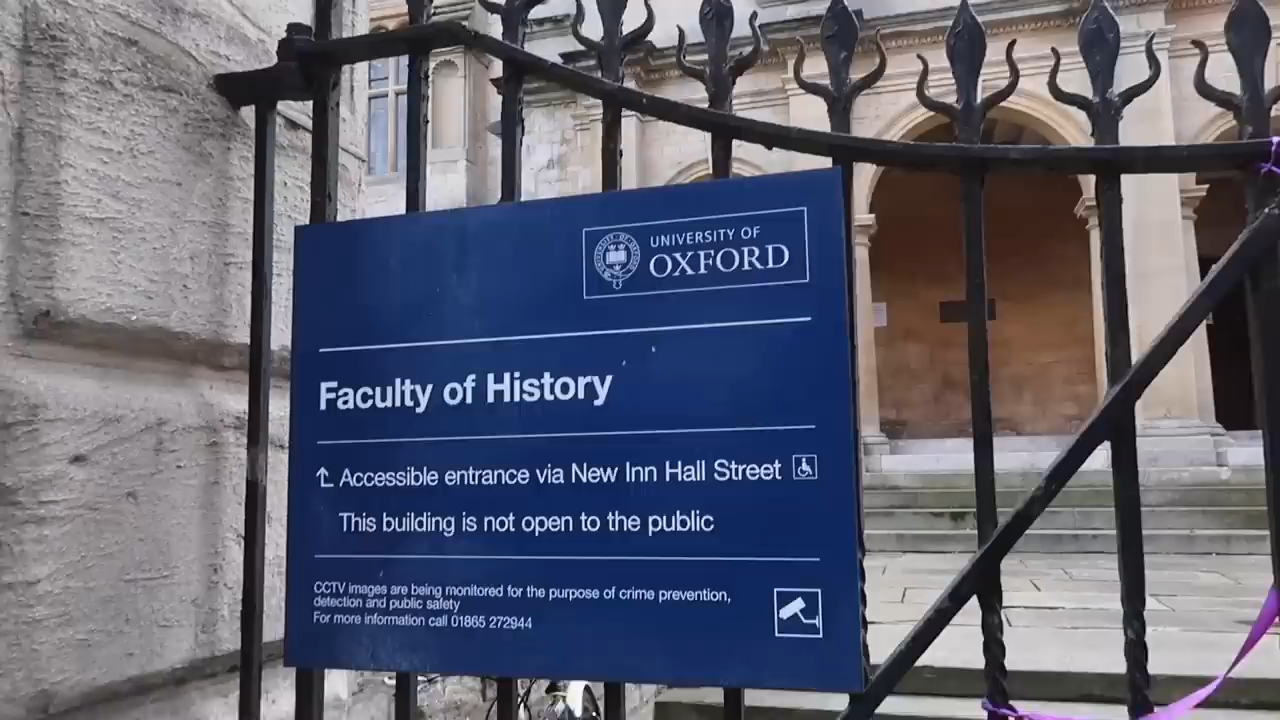 UNIVERSITY OF
OXFORD
Faculty of History
Accessible entrance via New Inn Hall Street
This building is not open to the public
CCTV images are being monitored for the purpose of crime prevention,
detection and public safety
For more information call 01865 272944